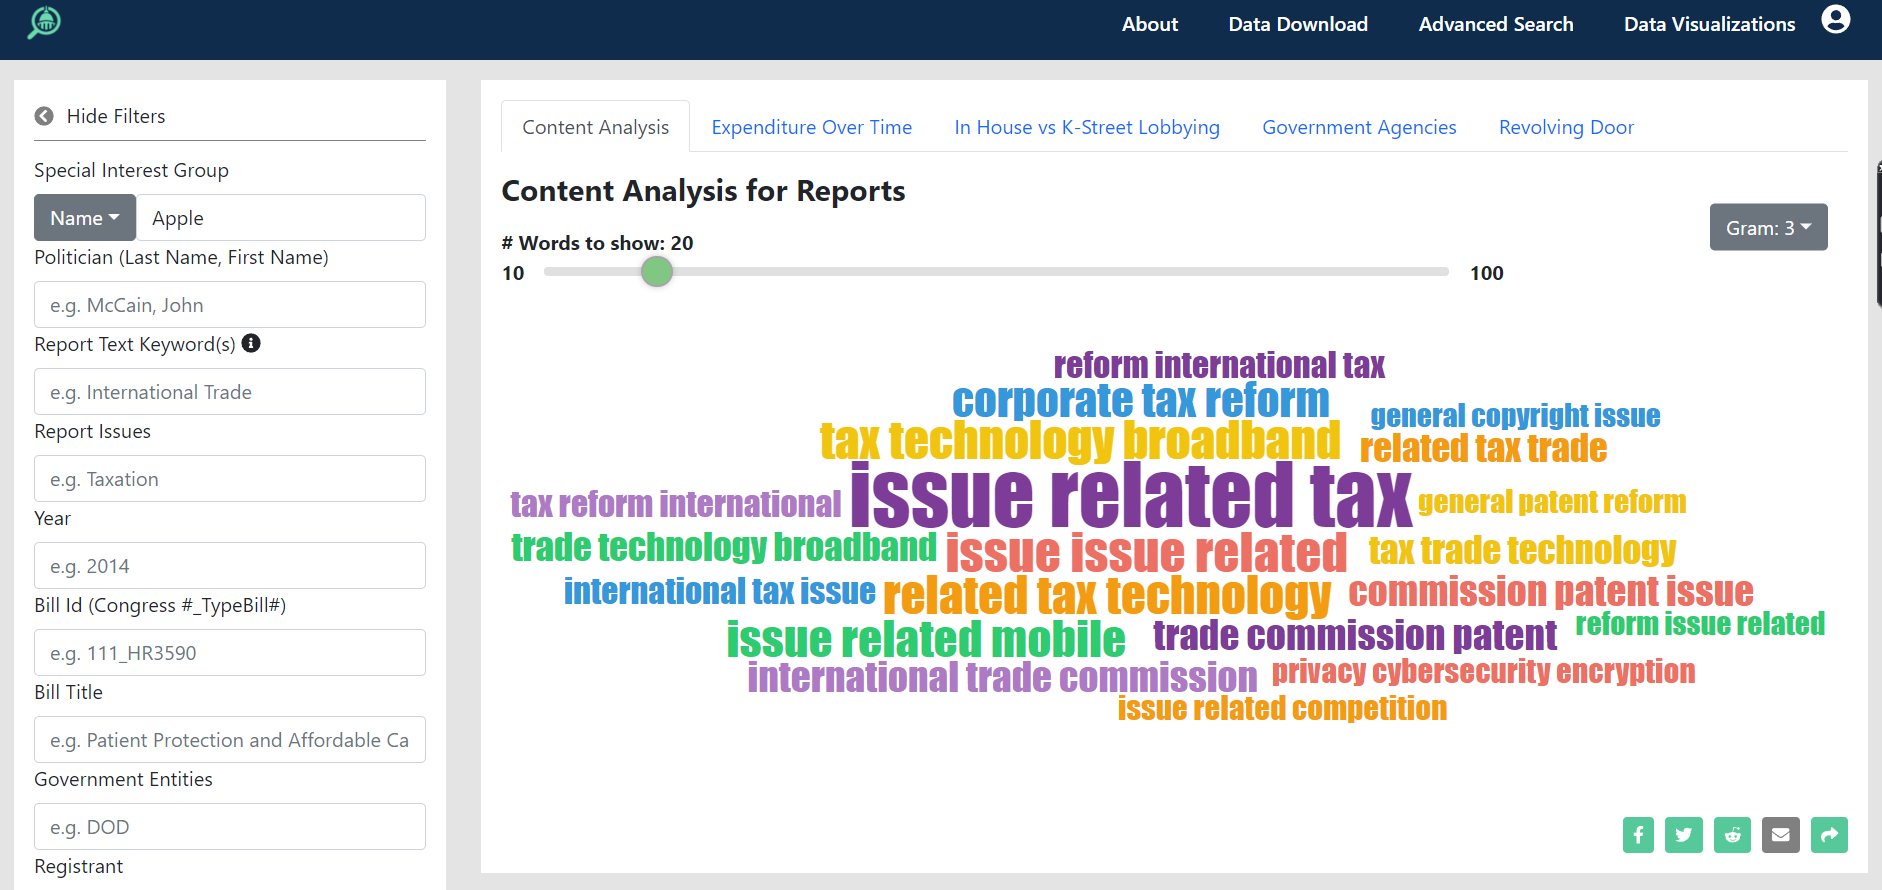 About
Data Download
Advanced Search
Data Visualizations
Hide Filters
Special Interest Group
Name
Apple
Politician (Last Name, First Name)
e.g. McCain, John
Report Text Keyword(s)
e.g. International Trade
Report Issues
e.g. Taxation
Year
e.g. 2014
Bill Id (Congress #_TypeBill#)
e.g. 111_HR3590
Bill Title
e.g. Patient Protection and Affordable Ca
Government Entities
e.g. DOD
Registrant
Content Analysis
Expenditure Over Time
In House vs K-Street Lobbying
Government Agencies
Revolving Door
Content Analysis for Reports
Gram: 3
# Words to show: 20
10
100
reform international tax
corporate tax reform
general copyright issue
tax technology broadband
related tax trade
issue related tax
tax reform international
general patent reform
trade technology broadband
issue issue related
tax trade technology
international tax issue
related tax technology
commission patent issue
issue related mobile
trade commission patent
reform issue related
international trade commission
privacy cybersecurity encryption
issue related competition